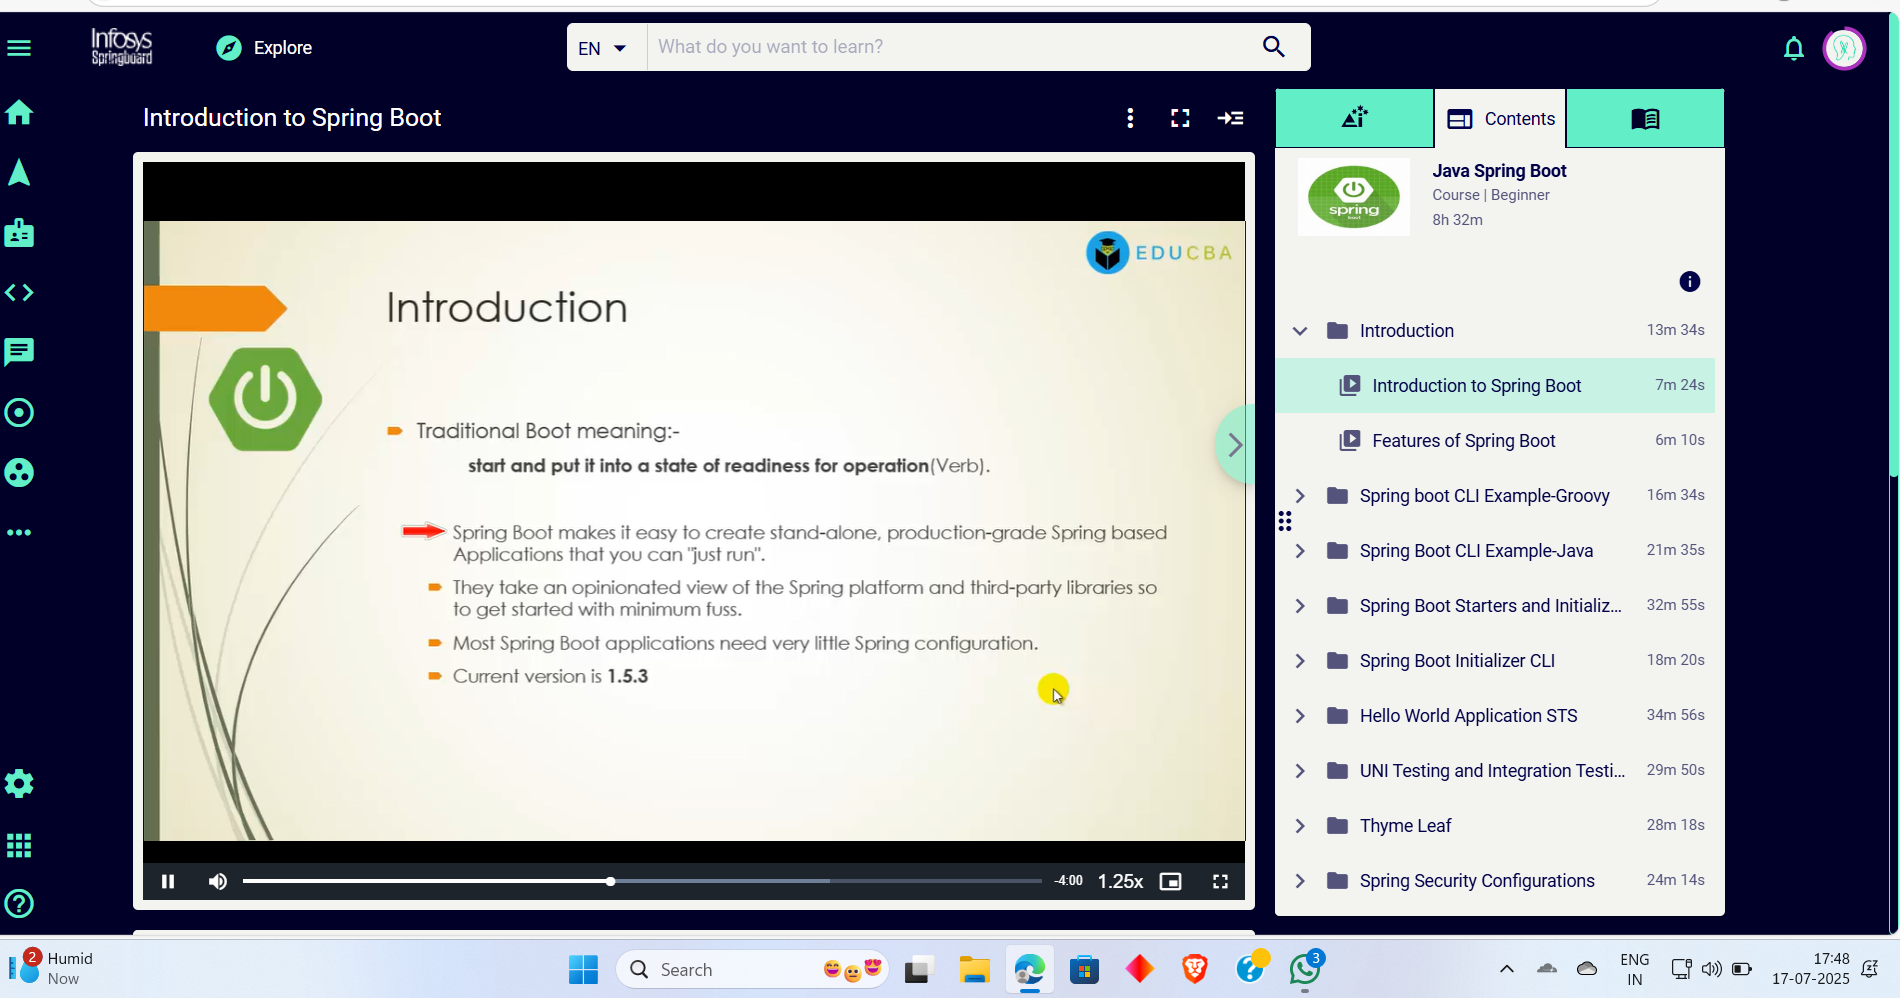 Infosys
Springboard
Explore
EN
What do you want to learn?
Introduction to Spring Boot
EDUCBA
Introduction
Traditional Boot meaning:-
start and put it into a state of readiness for operation(Verb).
Spring Boot makes it easy to create stand-alone, production-grade Spring based
Applications that you can "just run".
They take an opinionated view of the Spring platform and third-party libraries so
to get started with minimum fuss.
Most Spring Boot applications need very little Spring configuration.
Current version is 1.5.3
-4:00
1.25x
Contents
spring
boot
Java Spring Boot
Course | Beginner
8h 32m
Introduction 13m 34s
Introduction to Spring Boot 7m 24s
Features of Spring Boot 6m 10s
Spring boot CLI Example-Groovy 16m 34s
Spring Boot CLI Example-Java 21m 35s
Spring Boot Starters and Initializ... 32m 55s
Spring Boot Initializer CLI 18m 20s
Hello World Application STS 34m 56s
UNI Testing and Integration Testi... 29m 50s
Thyme Leaf 28m 18s
Spring Security Configurations 24m 14s
2
Humid
Now
Search
3
ENG
IN
17:48
17-07-2025